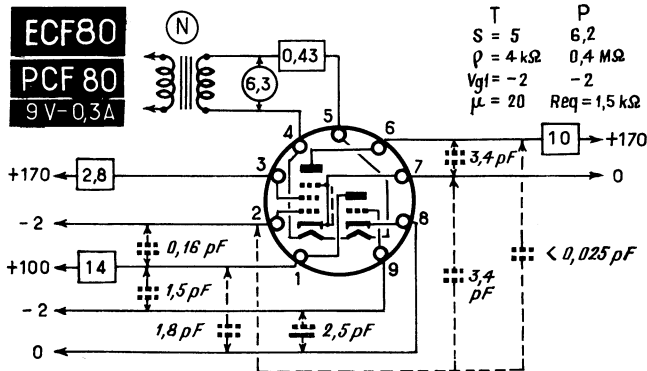 ECF80
PCF 80
9 V-0,3A
N
0,43
6,3
T P
S = 5 6,2
ρ = 4 kΩ 0,4 MΩ
Vg1 = -2 -2
μ = 20 Req = 1,5 kΩ
4
5
6
10
+170
3,4 pF
3
7
0
+170
2,8
2
8
-2
0,16 pF
< 0,025 pF
+100
14
1
9
1,5 pF
3,4
pF
-2
1,8 pF
2,5 pF
0